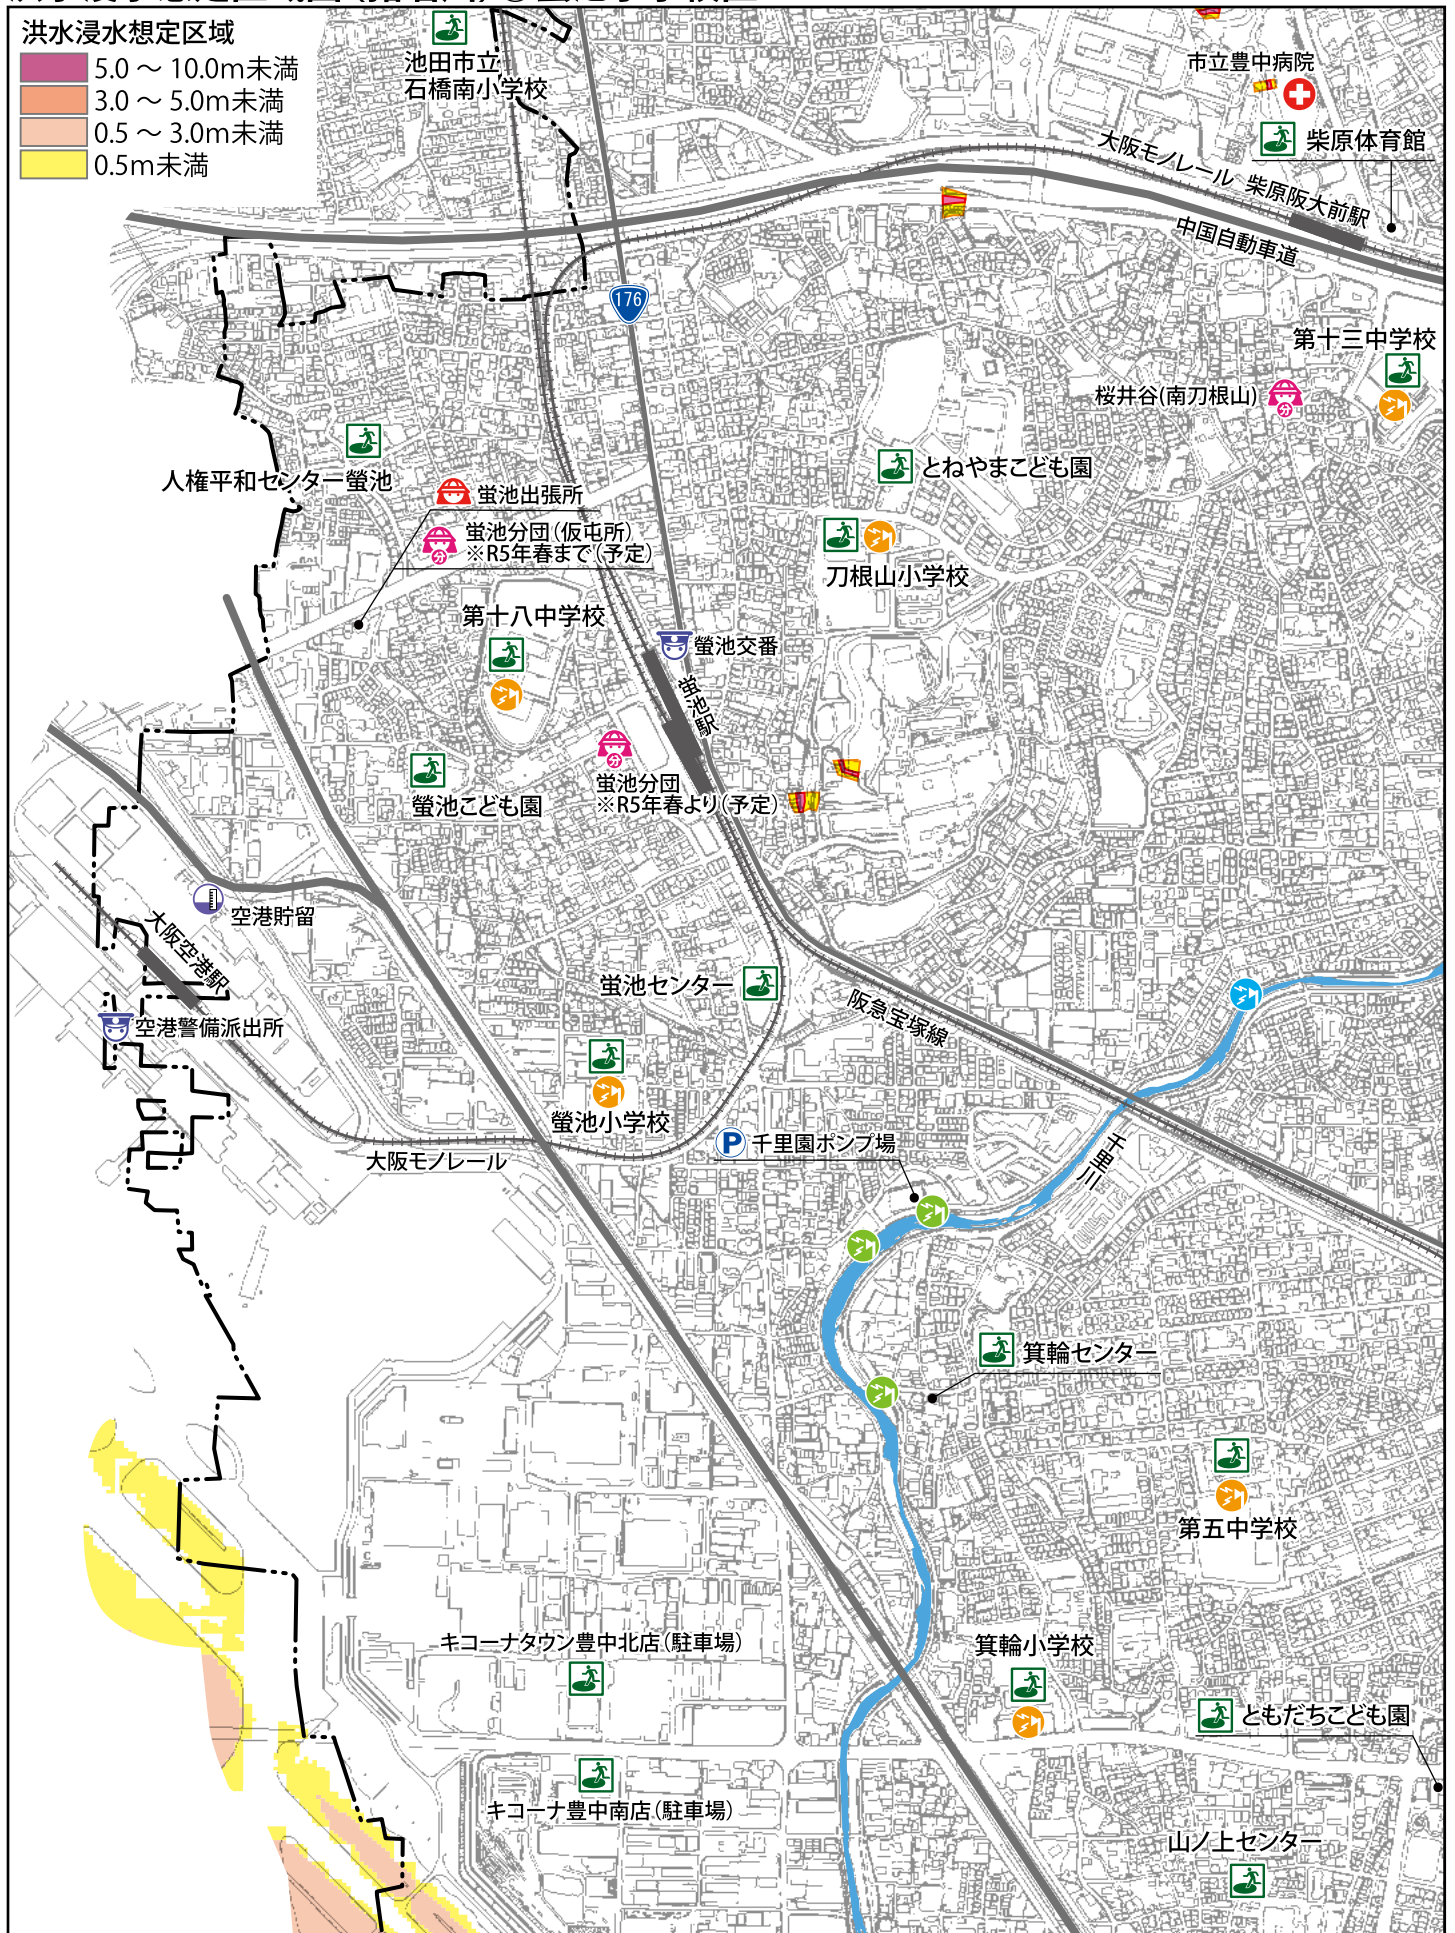 洪水浸水想定区域
5.0 ～ 10.0m未満
3.0 ～ 5.0m未満
0.5 ～ 3.0m未満
0.5m未満
池田市立
石橋南小学校
市立豊中病院
柴原体育館
大阪モノレール
柴原阪大前駅
中国自動車道
176
第十三中学校
桜井谷(南刀根山)
分
人権平和センター螢池
とねやまこども園
蛍池出張所
蛍池分団(仮屯所)
※R5年春まで(予定)
分
刀根山小学校
第十八中学校
螢池交番
蛍池駅
蛍池分団
※R5年春より(予定)
分
螢池こども園
空港貯留
大阪空港駅
空港警備派出所
蛍池センター
阪急宝塚線
螢池小学校
大阪モノレール
P 千里園ポンプ場
千里川
箕輪センター
第五中学校
キコーナタウン豊中北店(駐車場)
箕輪小学校
ともだちこども園
キコーナ豊中南店(駐車場)
山ノ上センター